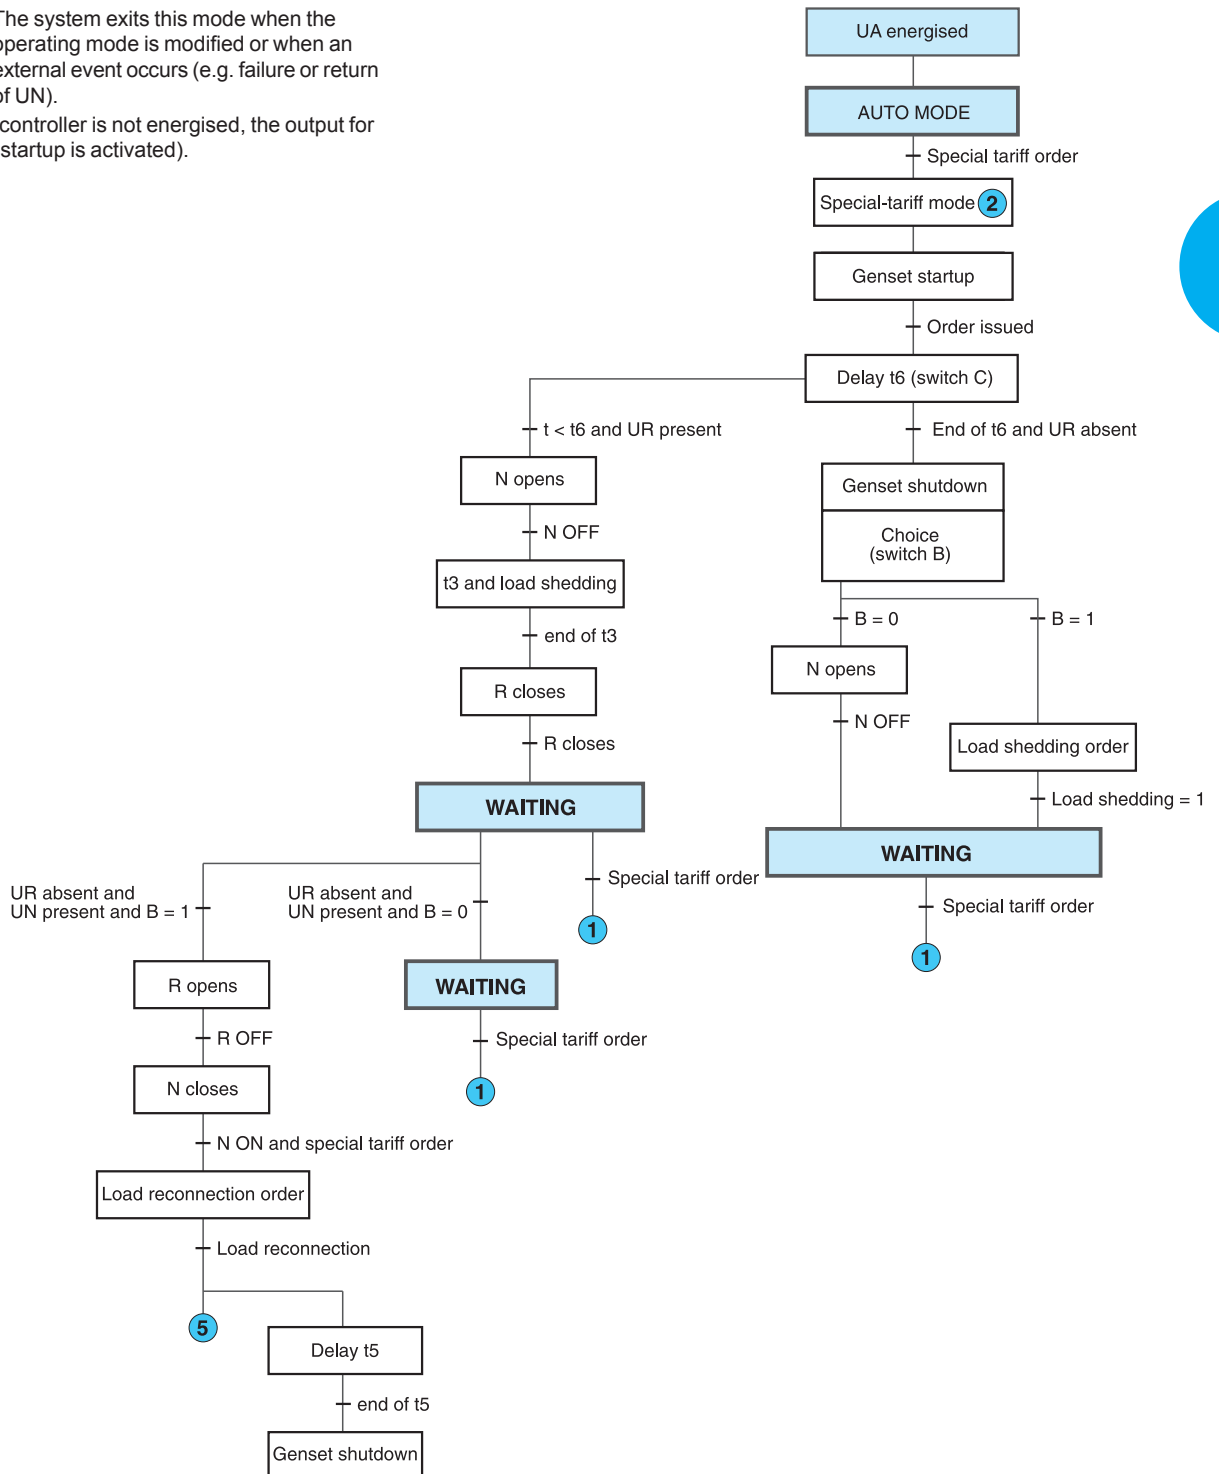 The system exits this mode when the
operating mode is modified or when an
external event occurs (e.g. failure or return
of UN).
controller is not energised, the output for
startup is activated).
UA energised
AUTO MODE
Special tariff order
Special-tariff mode 2
Genset startup
Order issued
Delay t6 (switch C)
t < t6 and UR present
End of t6 and UR absent
N opens
Genset shutdown
N OFF
Choice
(switch B)
t3 and load shedding
B = 0
B = 1
end of t3
N opens
R closes
N OFF
R closes
Load shedding order
Load shedding = 1
WAITING
WAITING
Special tariff order
UR absent and
UN present and B = 1
UR absent and
UN present and B = 0
Special tariff order
1
1
R opens
WAITING
R OFF
Special tariff order
N closes
1
N ON and special tariff order
Load reconnection order
Load reconnection
5
Delay t5
end of t5
Genset shutdown